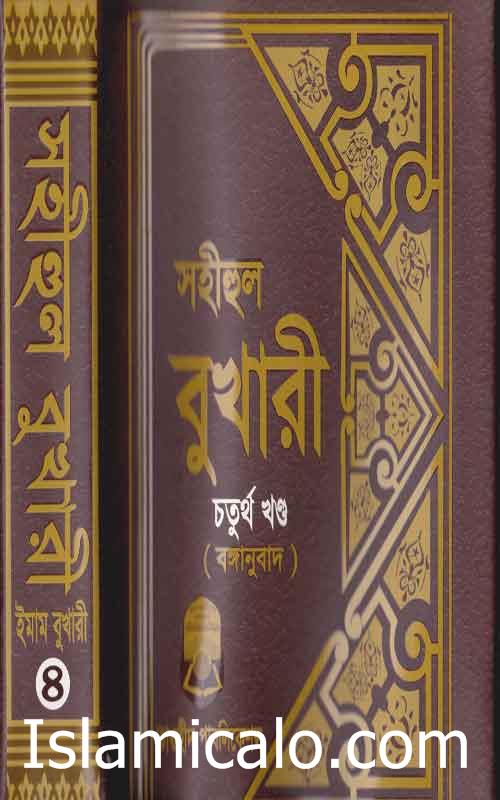 সহীহুল বুখারী
ইমাম বুখারী
৪
সহীহুল
বুখারী
চতুর্থ খণ্ড
( বঙ্গানুবাদ )
Islamicalo.com